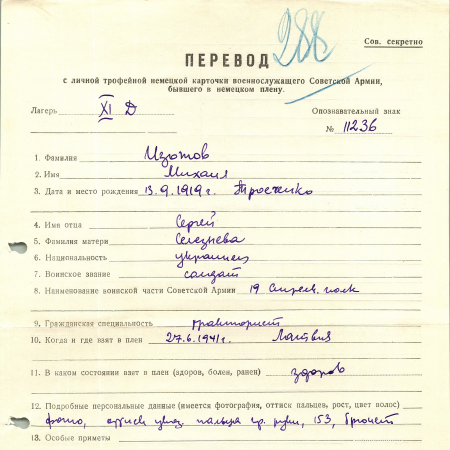 288
Сов. секретно
ПЕРЕВОД
с личной трофейной немецкой карточки военнослужащего Советской Армии,
бывшего в немецком плену.
Лагерь XI D
Опознавательный знак
№ 11236
1. Фамилия Изотов
2. Имя Михаил
3. Дата и место рождения 13.9.1919 г. Тросченко
4. Имя отца Сергей
5. Фамилия матери Селезнева
6. Национальность украинец
7. Воинское звание солдат
8. Наименование воинской части Советской Армии 19 стрелк. полк
9. Гражданская специальность тракторист
10. Когда и где взят в плен 27.6.1941г. Латвия
11. В каком состоянии взят в плен (здоров, болен, ранен) здоров
12. Подробные персональные данные (имеется фотография, оттиск пальцев, рост, цвет волос)
фото, оттиск указ. пальца пр. руки, 153, брюнет
13. Особые приметы